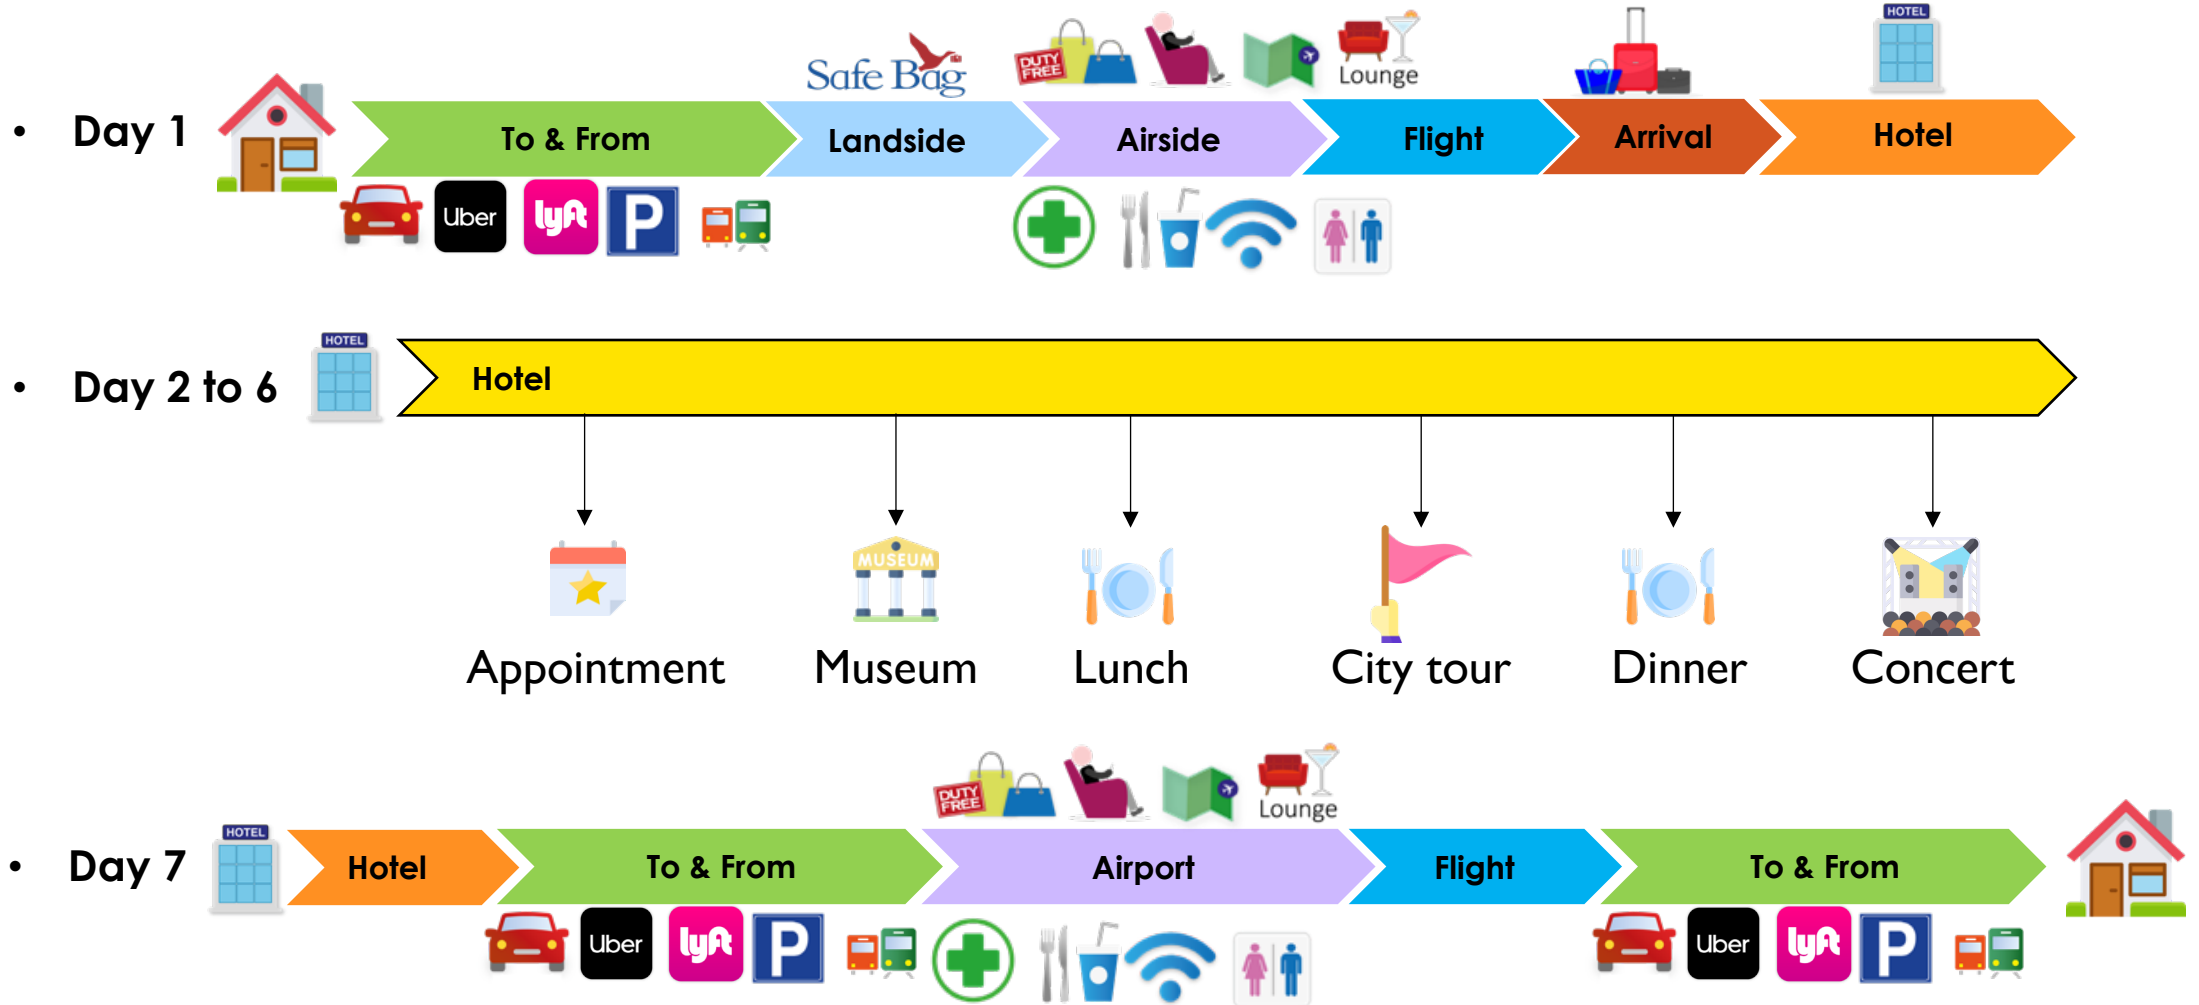 HOTEL
Safe Bag
DUTY FREE
Lounge
• Day 1
To & From
Landside
Airside
Flight
Arrival
Hotel
Uber
lyft
P
HOTEL
• Day 2 to 6
Hotel
MUSEUM
Appointment
Museum
Lunch
City tour
Dinner
Concert
DUTY FREE
Lounge
HOTEL
• Day 7
Hotel
To & From
Airport
Flight
To & From
Uber
lyft
P
Uber
lyft
P